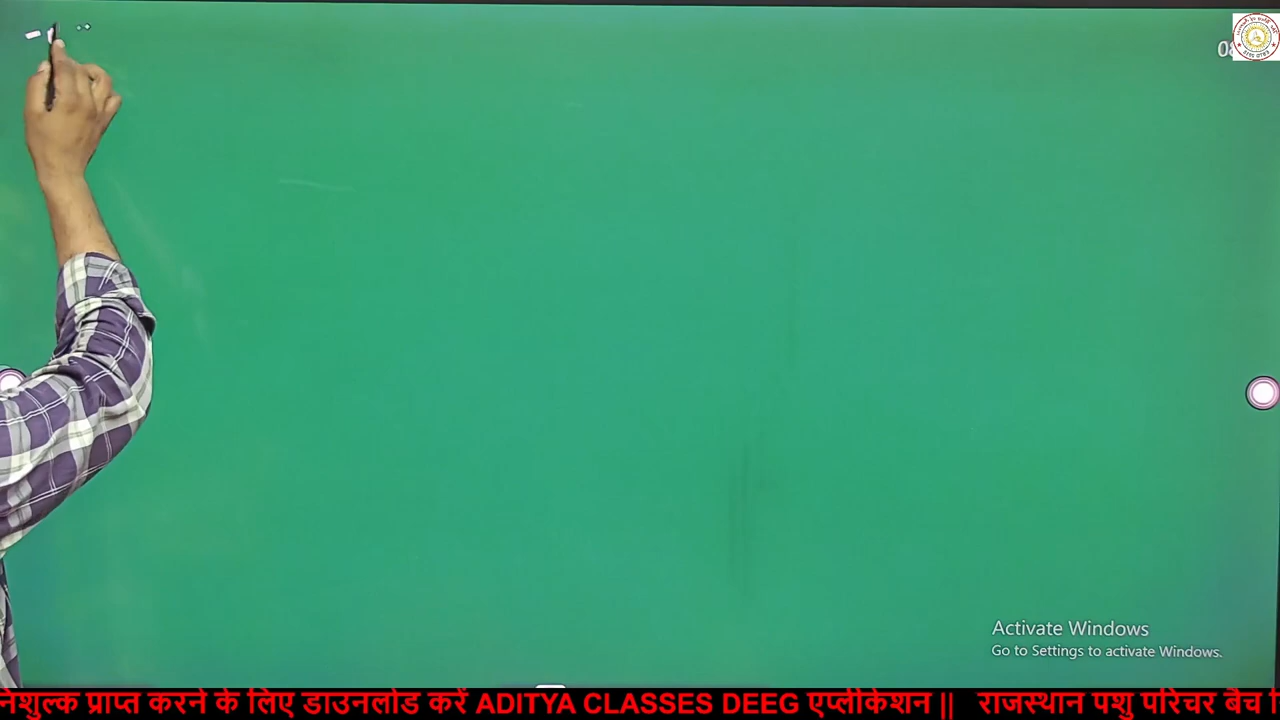 Activate Windows
Go to Settings to activate Windows.
प्राप्त करने के लिए डाउनलोड करें ADITYA CLASSES DEEG एप्लीकेशन || राजस्थान पशु परिचर बैच